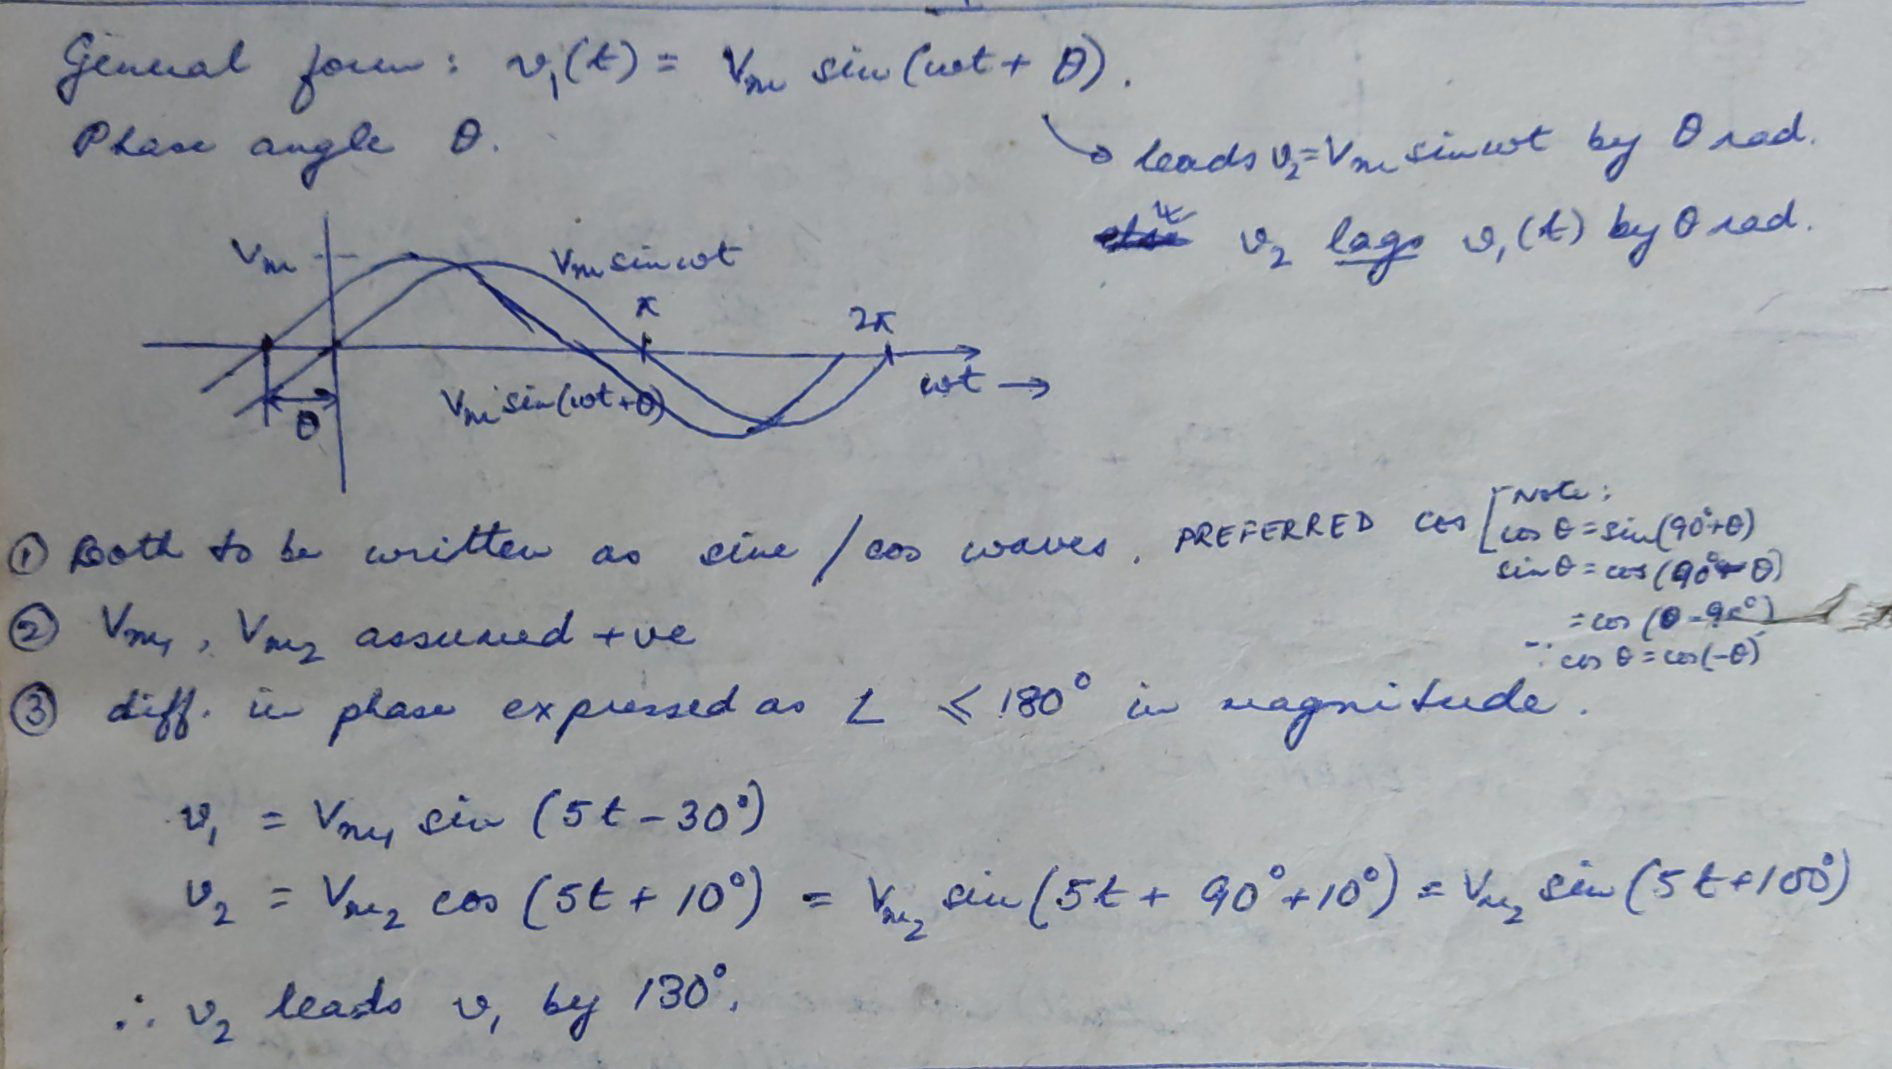 General form: v₁(t) = Vₘ sin(ωt + θ).
Phase angle θ.
→ leads v₂ = Vₘ sin ωt by θ rad.
v₂ lags v₁(t) by θ rad.
Vₘ
Vₘ sin ωt
π
2π
ωt →
Vₘ sin(ωt+θ)
θ
① Both to be written as sine / cos waves. PREFERRED cos
[Note:
cos θ = sin(90°+θ)
sin θ = cos(90°-θ)
= cos (θ-90°)
∵ cos θ = cos(-θ)
② Vₘ₁, Vₘ₂ assumed +ve
③ diff. in phase expressed as ∠ ≤ 180° in magnitude.
v₁ = Vₘ₁ sin (5t - 30°)
v₂ = Vₘ₂ cos (5t + 10°) = Vₘ₂ sin(5t + 90° + 10°) = Vₘ₂ sin(5t+100°)
∴ v₂ leads v₁ by 130°.